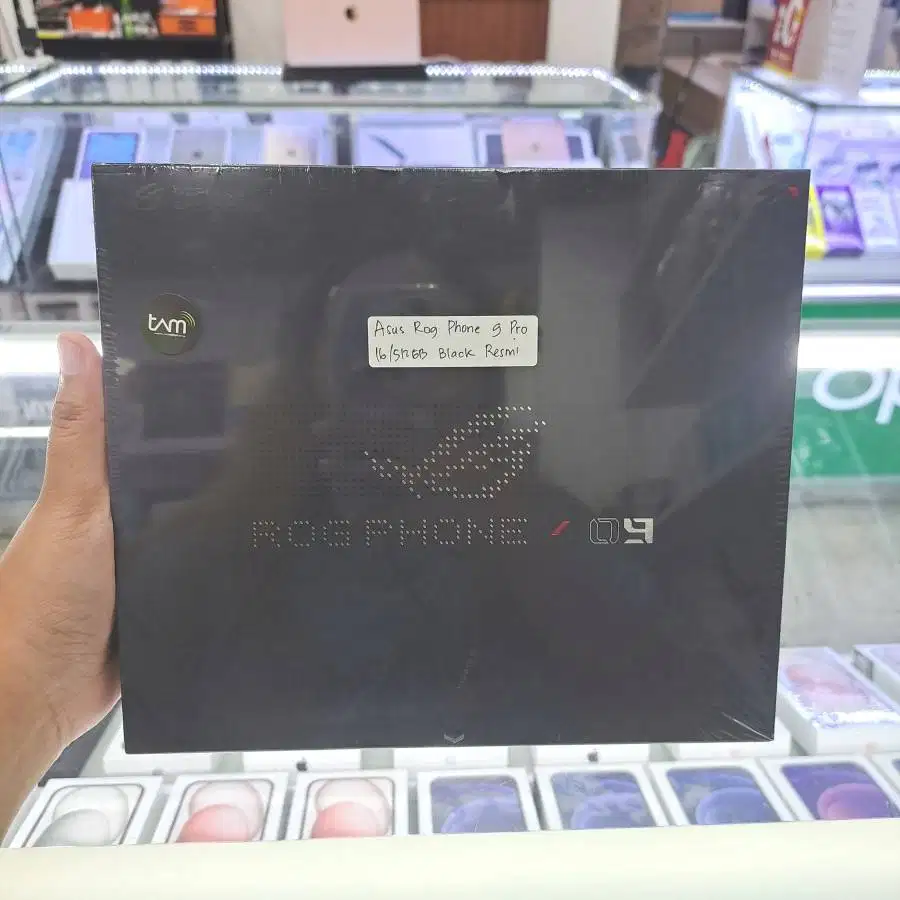 tam
Asus Rog Phone 9 Pro
16/512GB Black Resmi
ROG PHONE / 09